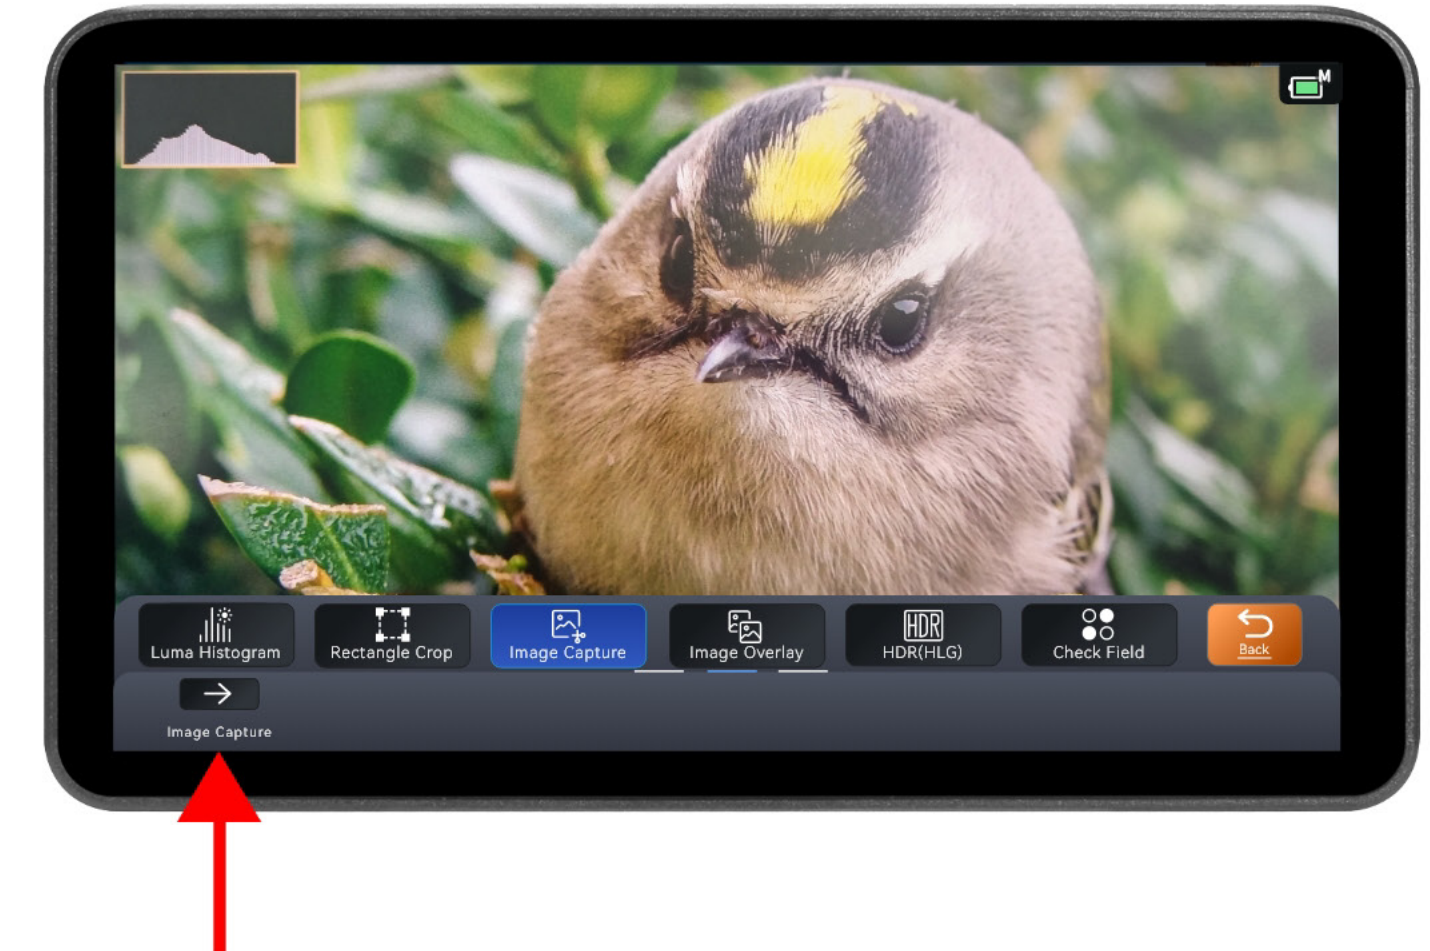 M
Luma Histogram
Rectangle Crop
Image Capture
Image Overlay
HDR
HDR(HLG)
Check Field
Back
Image Capture